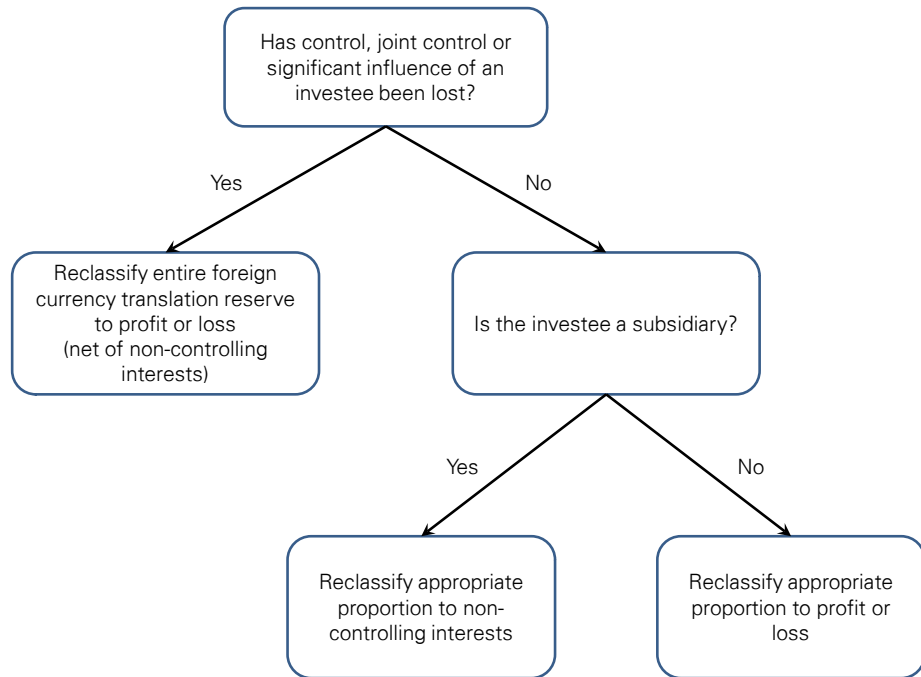 Has control, joint control or
significant influence of an
investee been lost?
Yes
No
Reclassify entire foreign
currency translation reserve
to profit or loss
(net of non-controlling
interests)
Is the investee a subsidiary?
Yes
No
Reclassify appropriate
proportion to non-
controlling interests
Reclassify appropriate
proportion to profit or
loss